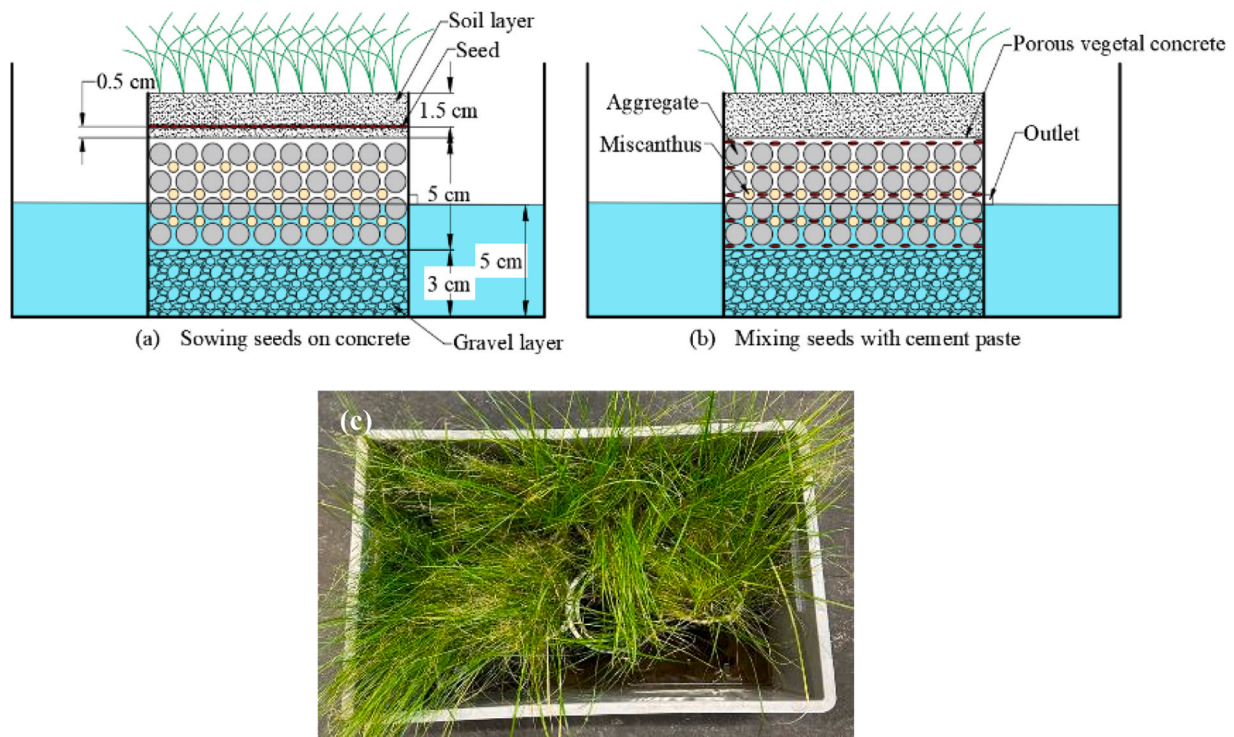 Soil layer
Seed
0.5 cm
1.5 cm
5 cm
3 cm
5 cm
Gravel layer
(a) Sowing seeds on concrete
Porous vegetal concrete
Aggregate
Miscanthus
Outlet
(b) Mixing seeds with cement paste
(c)